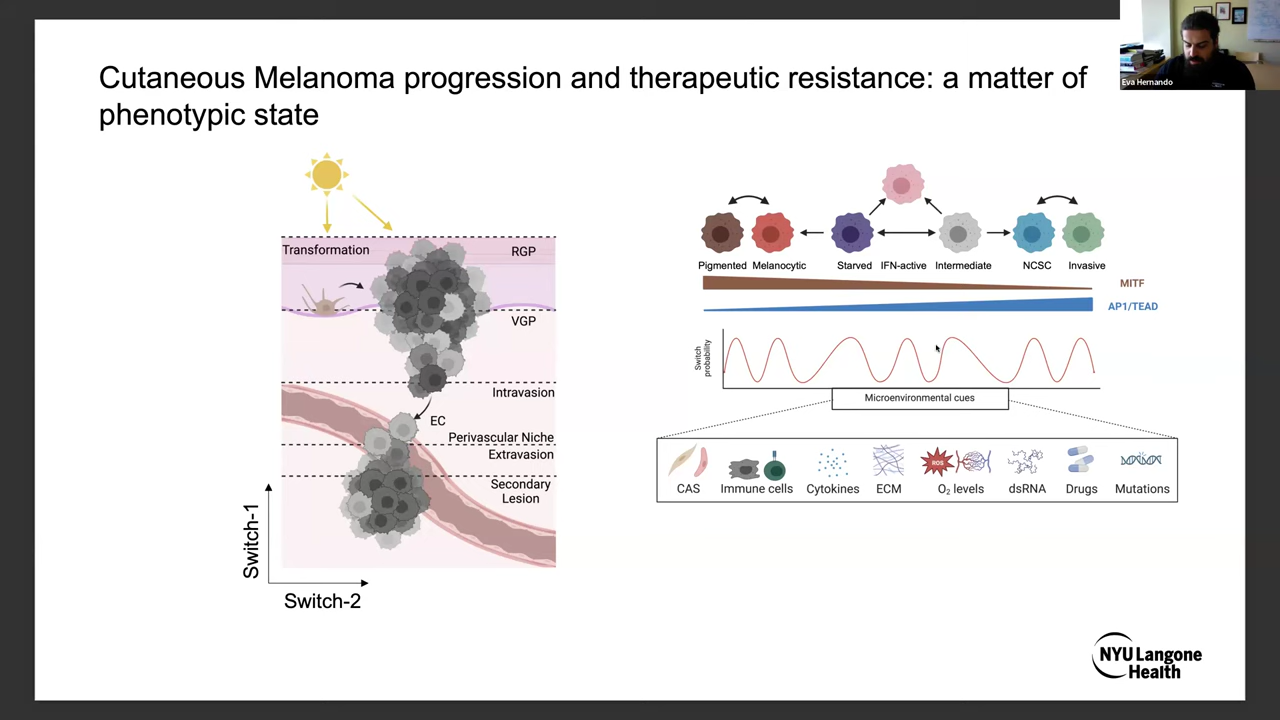 Cutaneous Melanoma progression and therapeutic resistance: a matter of
phenotypic state
Eva Hernando
Transformation
RGP
VGP
Intravasion
EC
Perivascular Niche
Extravasion
Secondary
Lesion
Switch-1
Switch-2
Pigmented
Melanocytic
Starved
IFN-active
Intermediate
NCSC
Invasive
MITF
AP1/TEAD
Switch
probability
Microenvironmental cues
ROS
CAS
Immune cells
Cytokines
ECM
O₂ levels
dsRNA
Drugs
Mutations
NYU Langone
Health